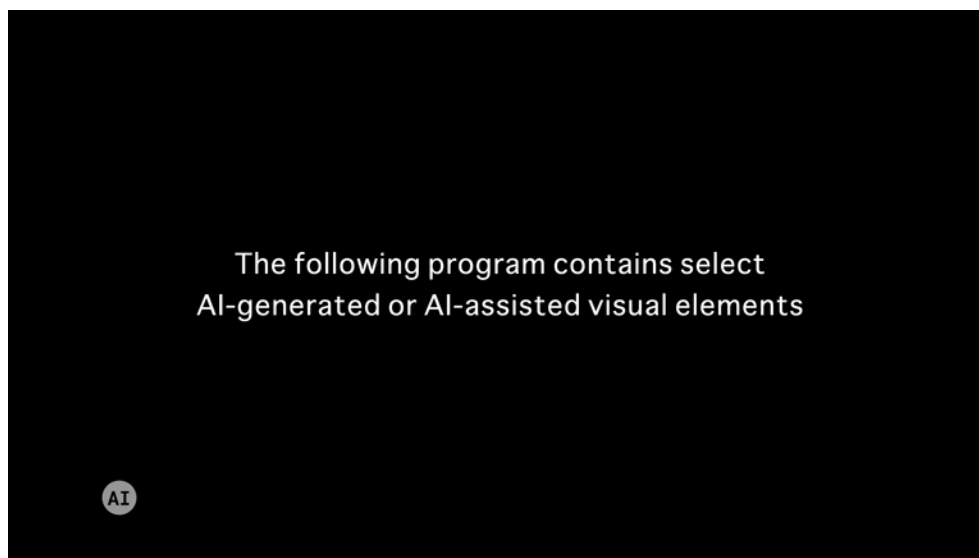 The following program contains select
AI-generated or AI-assisted visual elements
AI